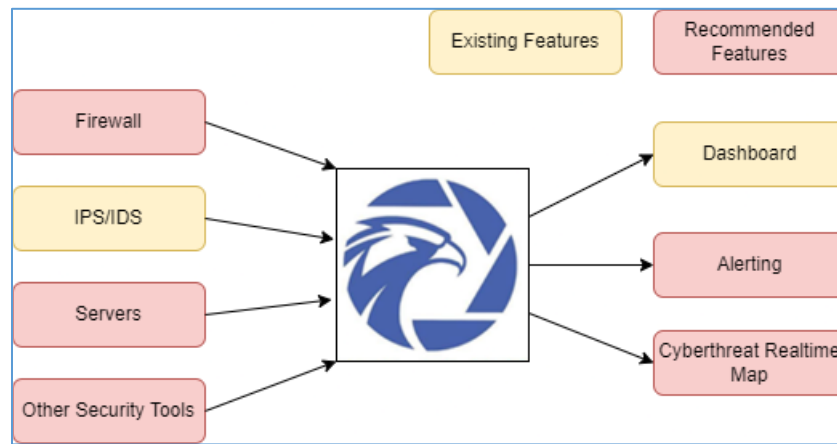 Existing Features
Recommended
Features
Firewall
Dashboard
IPS/IDS
Alerting
Servers
Cyberthreat Realtime
Map
Other Security Tools